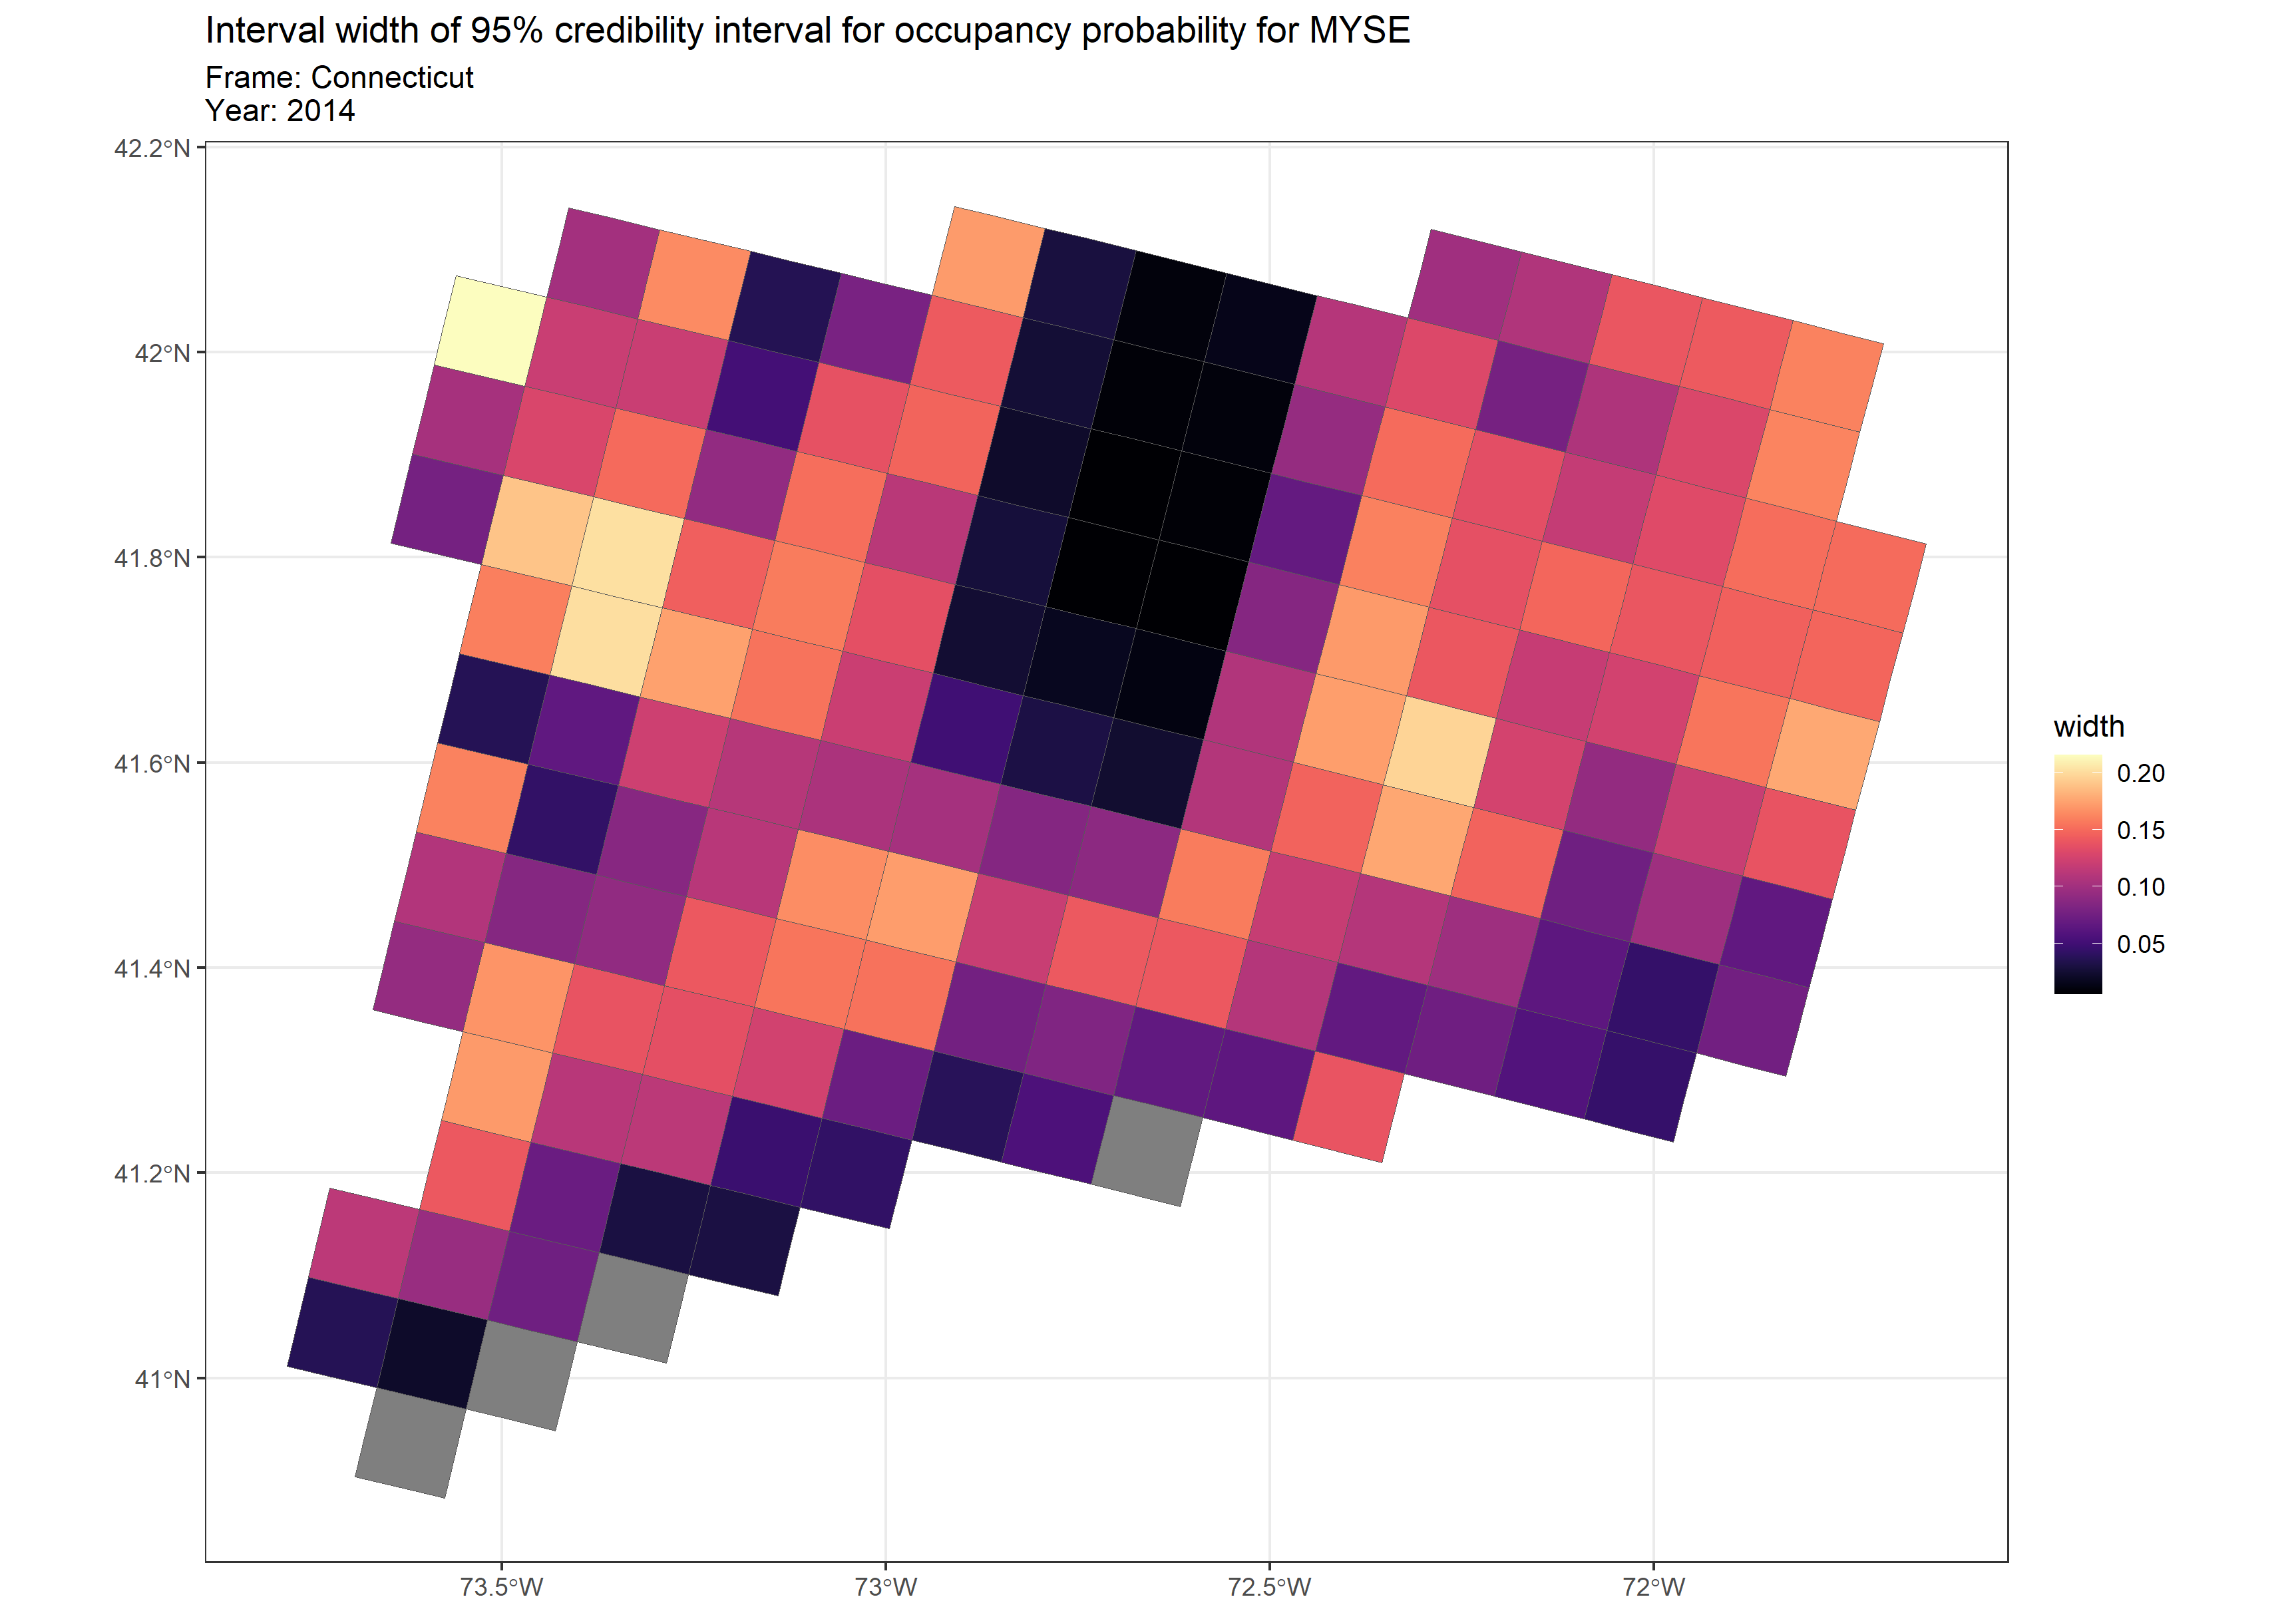 Interval width of 95% credibility interval for occupancy probability for MYSE
Frame: Connecticut
Year: 2014
42.2°N
42°N
41.8°N
41.6°N
41.4°N
41.2°N
41°N
73.5°W
73°W
72.5°W
72°W
width
0.20
0.15
0.10
0.05